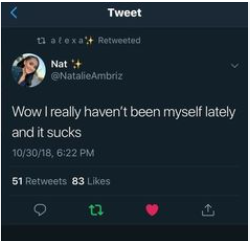 Tweet
a ř e x a✨ Retweeted
Nat ✨
@NatalieAmbriz
Wow I really haven't been myself lately
and it sucks
10/30/18, 6:22 PM
51 Retweets 83 Likes